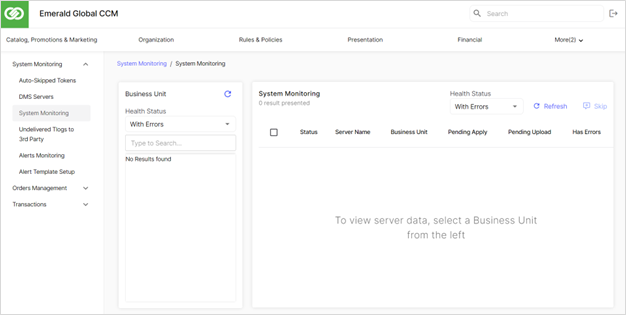 Emerald Global CCM
Search
Catalog, Promotions & Marketing
Organization
Rules & Policies
Presentation
Financial
More(2)
System Monitoring
Auto-Skipped Tokens
DMS Servers
System Monitoring
Undelivered Tlogs to
3rd Party
Alerts Monitoring
Alert Template Setup
Orders Management
Transactions
System Monitoring / System Monitoring
Business Unit
Health Status
With Errors
Type to Search...
No Results found
System Monitoring
0 result presented
Health Status
With Errors
Refresh
Skip
Status
Server Name
Business Unit
Pending Apply
Pending Upload
Has Errors
To view server data, select a Business Unit
from the left